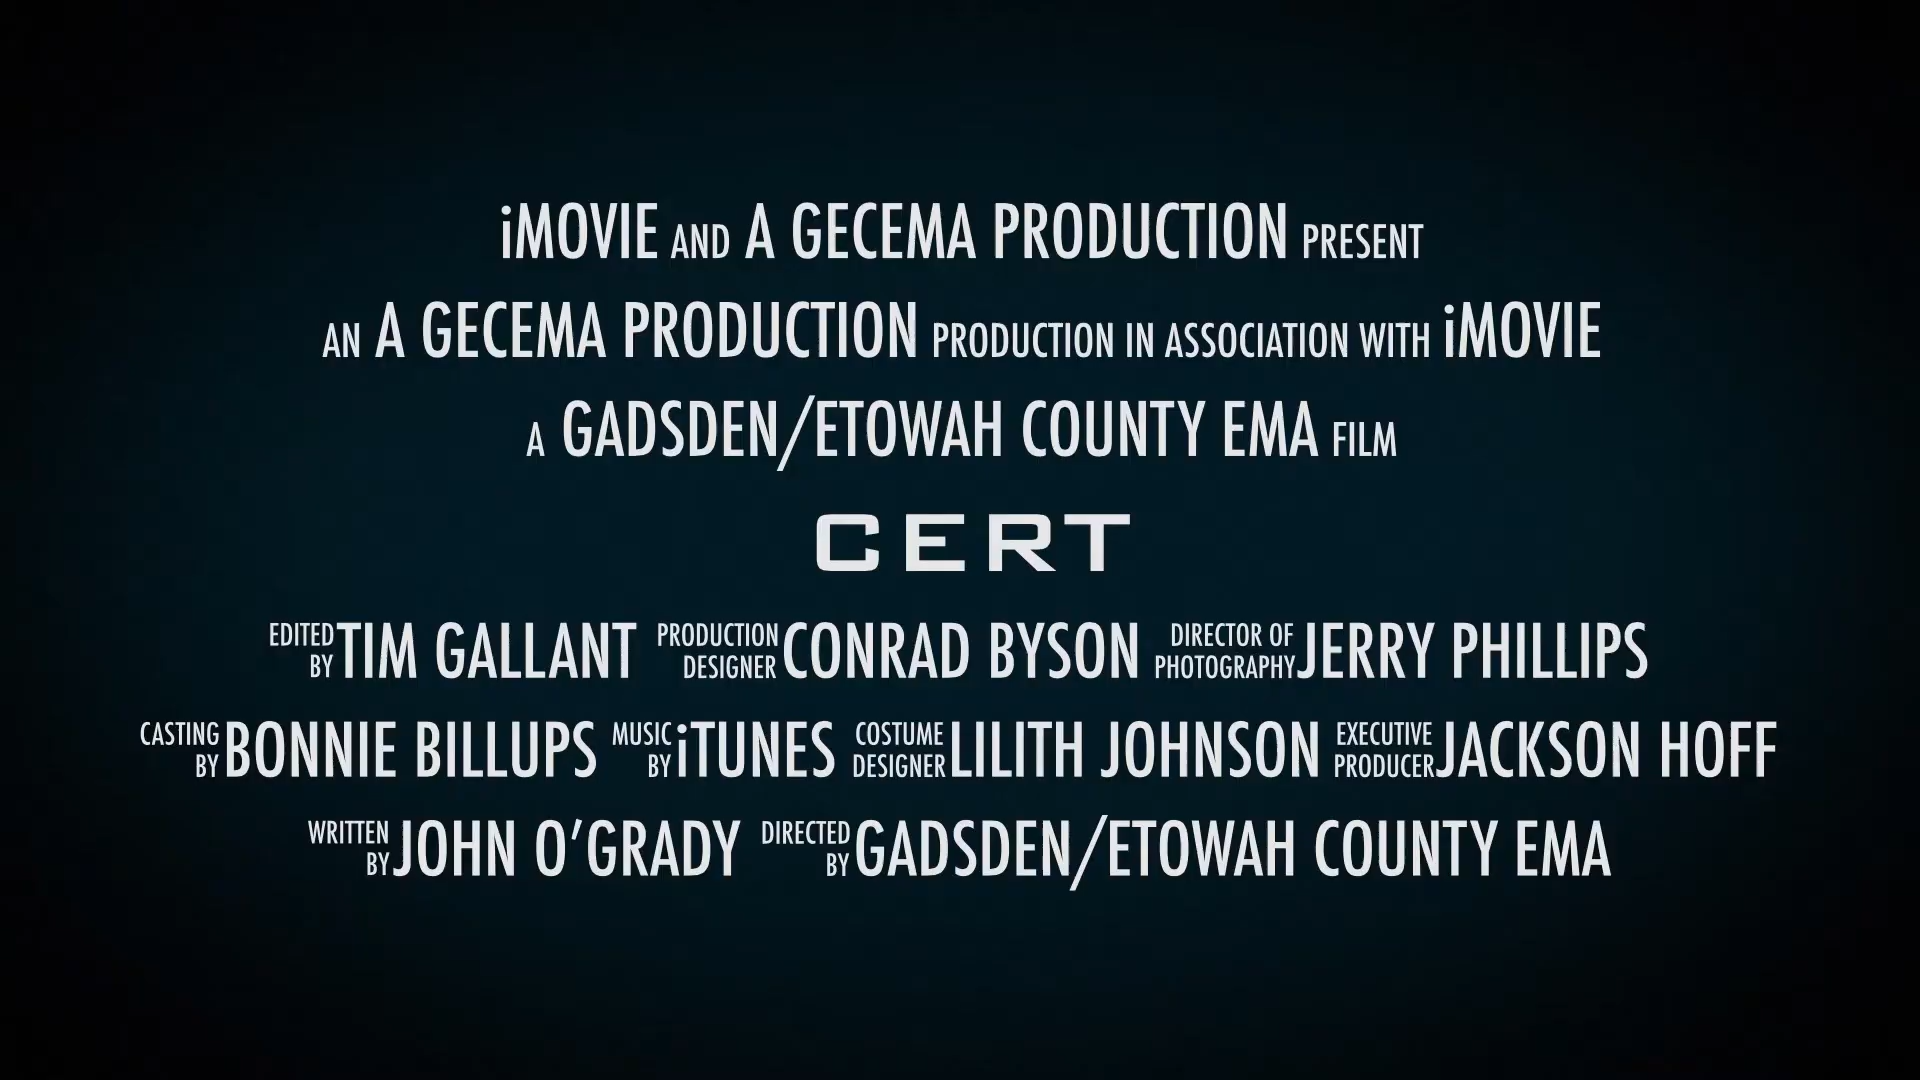 iMOVIE AND A GECEMA PRODUCTION PRESENT
AN A GECEMA PRODUCTION PRODUCTION IN ASSOCIATION WITH iMOVIE
A GADSDEN/ETOWAH COUNTY EMA FILM
CERT
EDITED BY TIM GALLANT PRODUCTION DESIGNER CONRAD BYSON DIRECTOR OF PHOTOGRAPHY JERRY PHILLIPS
CASTING BY BONNIE BILLUPS MUSIC BY iTUNES COSTUME DESIGNER LILITH JOHNSON EXECUTIVE PRODUCER JACKSON HOFF
WRITTEN BY JOHN O'GRADY DIRECTED BY GADSDEN/ETOWAH COUNTY EMA